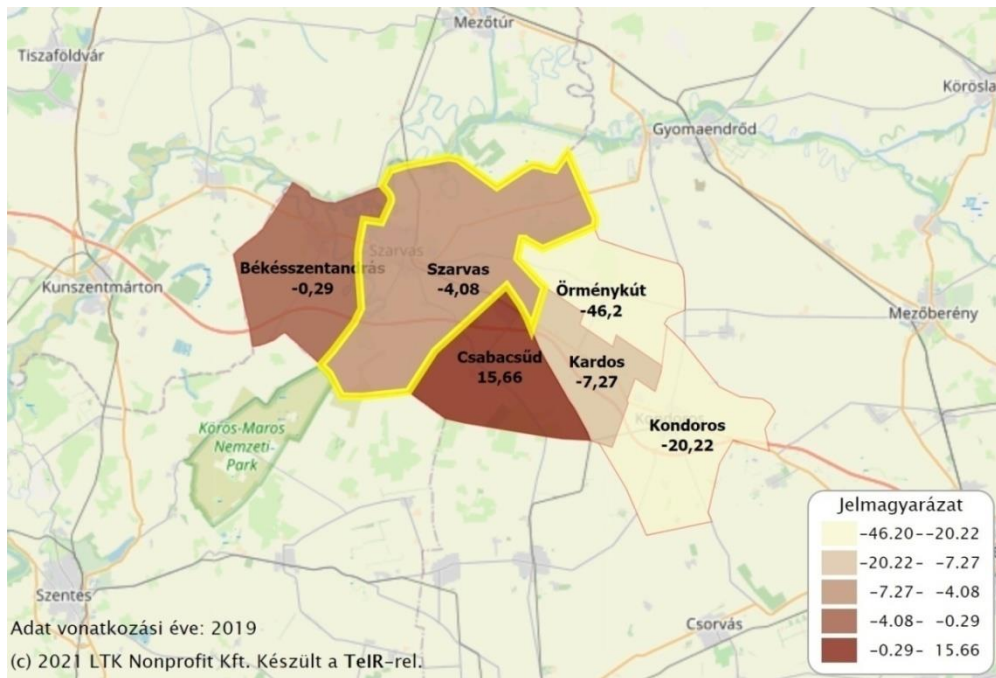 Mezőtúr
Tiszaföldvár
Körösla
Gyomaendrőd
Szarvas
Békésszentandrás
-0,29
Szarvas
-4,08
Örménykút
-46,2
Kunszentmárton
Mezőberény
Csabacsűd
15,66
Kardos
-7,27
Kondoros
Kondoros
-20,22
Körös-Maros
Nemzeti-
Park
Jelmagyarázat
-46.20--20.22
-20.22- -7.27
-7.27- -4.08
-4.08- -0.29
-0.29- 15.66
Szentes
Csorvás
Adat vonatkozási éve: 2019
(c) 2021 LTK Nonprofit Kft. Készült a TeIR-rel.